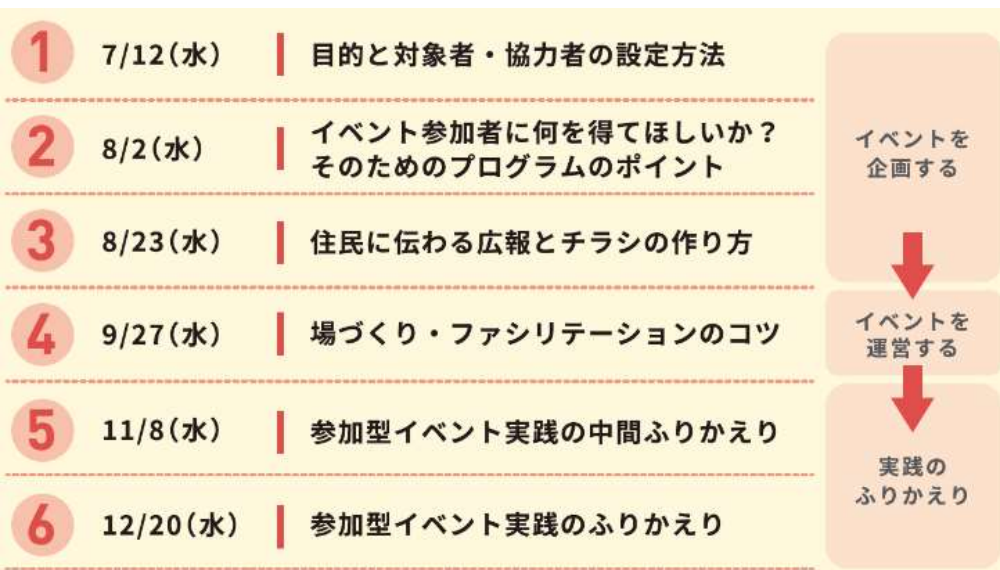 1 7/12(水) 目的と対象者・協力者の設定方法
2 8/2(水) イベント参加者に何を得てほしいか？
そのためのプログラムのポイント
3 8/23(水) 住民に伝わる広報とチラシの作り方
イベントを
企画する
4 9/27(水) 場づくり・ファシリテーションのコツ
イベントを
運営する
5 11/8(水) 参加型イベント実践の中間ふりかえり
6 12/20(水) 参加型イベント実践のふりかえり
実践の
ふりかえり